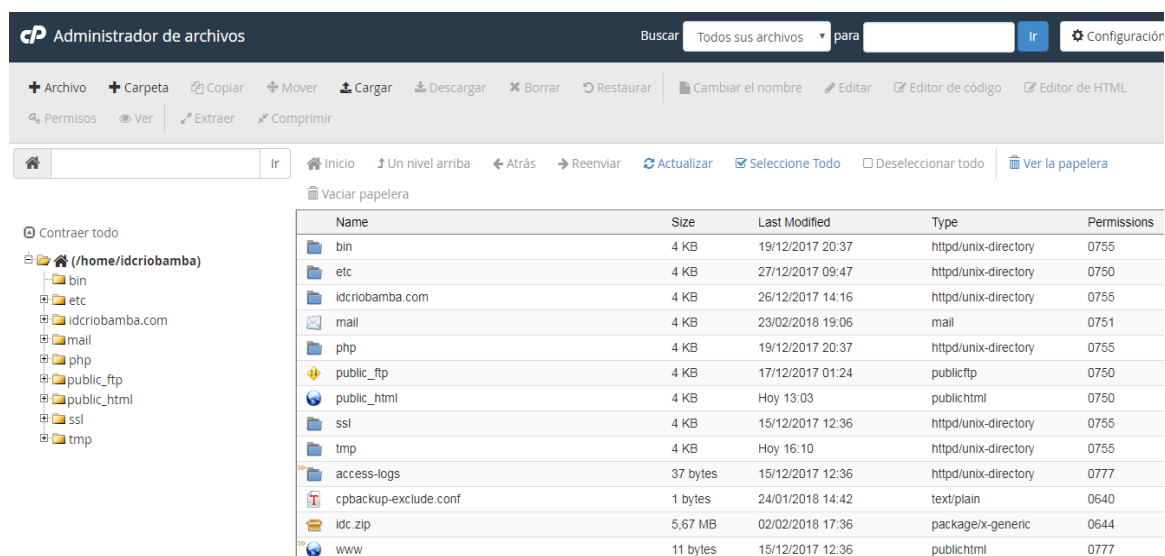 cP Administrador de archivos Buscar Todos sus archivos para Ir Configuración
Archivo Carpeta Copiar Mover Cargar Descargar Borrar Restaurar Cambiar el nombre Editar Editor de código Editor de HTML
Permisos Ver Extraer Comprimir
Ir Inicio Un nivel arriba Atrás Reenviar Actualizar Seleccione Todo Deseleccionar todo Ver la papelera
Vaciar papelera
Contraer todo
(/home/idcriobamba)
bin
etc
idcriobamba.com
mail
php
public_ftp
public_html
ssl
tmp
Name Size Last Modified Type Permissions
bin 4 KB 19/12/2017 20:37 httpd/unix-directory 0755
etc 4 KB 27/12/2017 09:47 httpd/unix-directory 0750
idcriobamba.com 4 KB 26/12/2017 14:16 httpd/unix-directory 0755
mail 4 KB 23/02/2018 19:06 mail 0751
php 4 KB 19/12/2017 20:37 httpd/unix-directory 0755
public_ftp 4 KB 17/12/2017 01:24 publicftp 0750
public_html 4 KB Hoy 13:03 publichtml 0750
ssl 4 KB 15/12/2017 12:36 httpd/unix-directory 0755
tmp 4 KB Hoy 16:10 httpd/unix-directory 0755
access-logs 37 bytes 15/12/2017 12:36 httpd/unix-directory 0777
cpbackup-exclude.conf 1 bytes 24/01/2018 14:42 text/plain 0640
idc.zip 5,67 MB 02/02/2018 17:36 package/x-generic 0644
www 11 bytes 15/12/2017 12:36 publichtml 0777